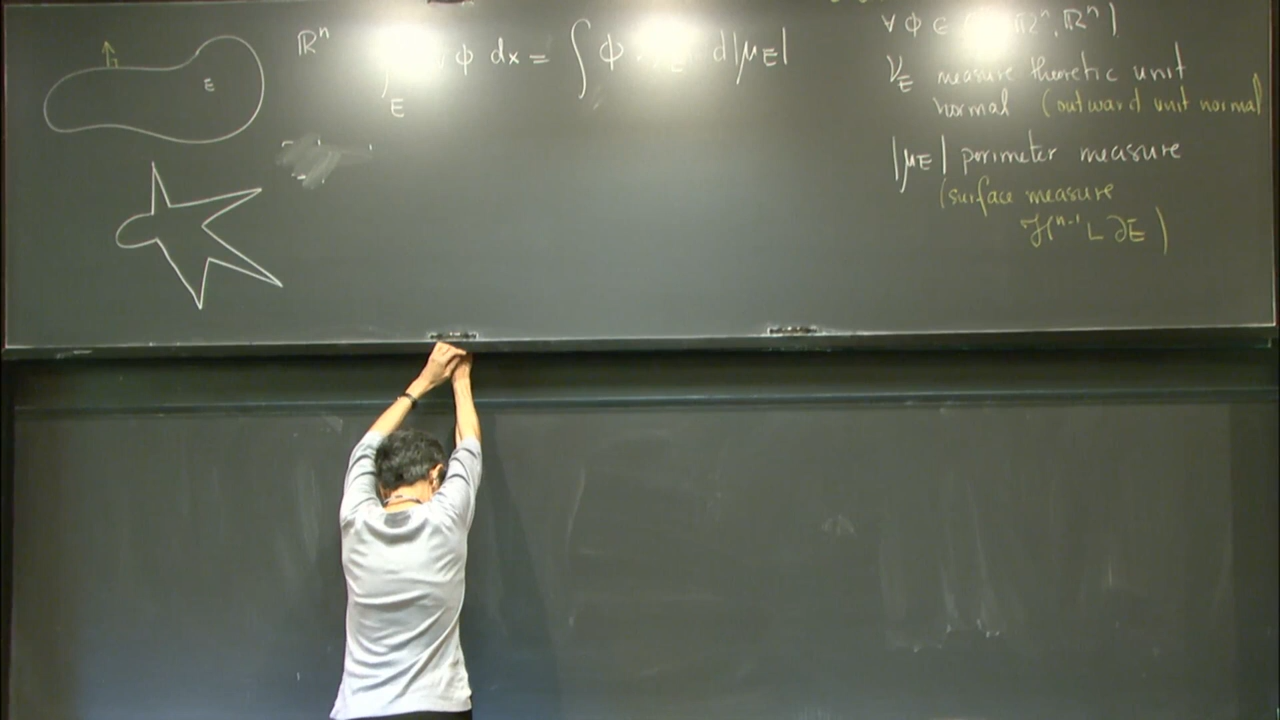 ℝⁿ
E
∫_E φ dx = ∫ φ · d|μ_E|
∀ φ ∈ ℝⁿ, ℝⁿ)
ν_E measure theoretic unit
normal (outward unit normal
|μ_E| perimeter measure
(surface measure
ℋⁿ⁻¹ ⌞ ∂E)